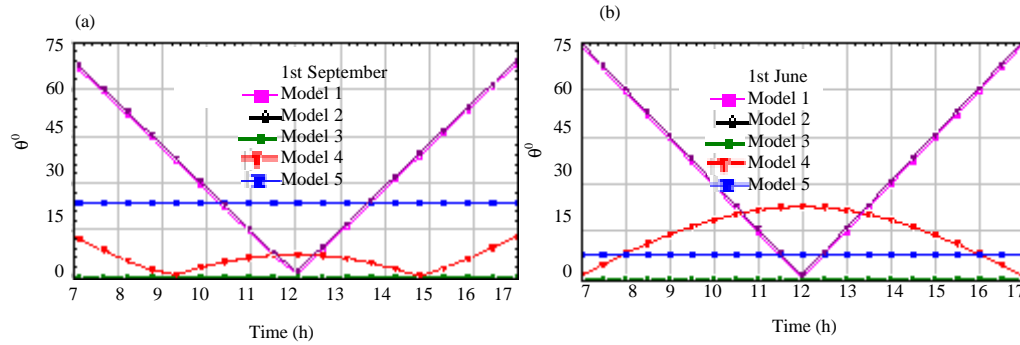 (a)
75
60
45
30
15
0
θ⁰
1st September
Model 1
Model 2
Model 3
Model 4
Model 5
7 8 9 10 11 12 13 14 15 16 17
Time (h)
(b)
75
60
45
30
15
0
θ⁰
1st June
Model 1
Model 2
Model 3
Model 4
Model 5
7 8 9 10 11 12 13 14 15 16 17
Time (h)